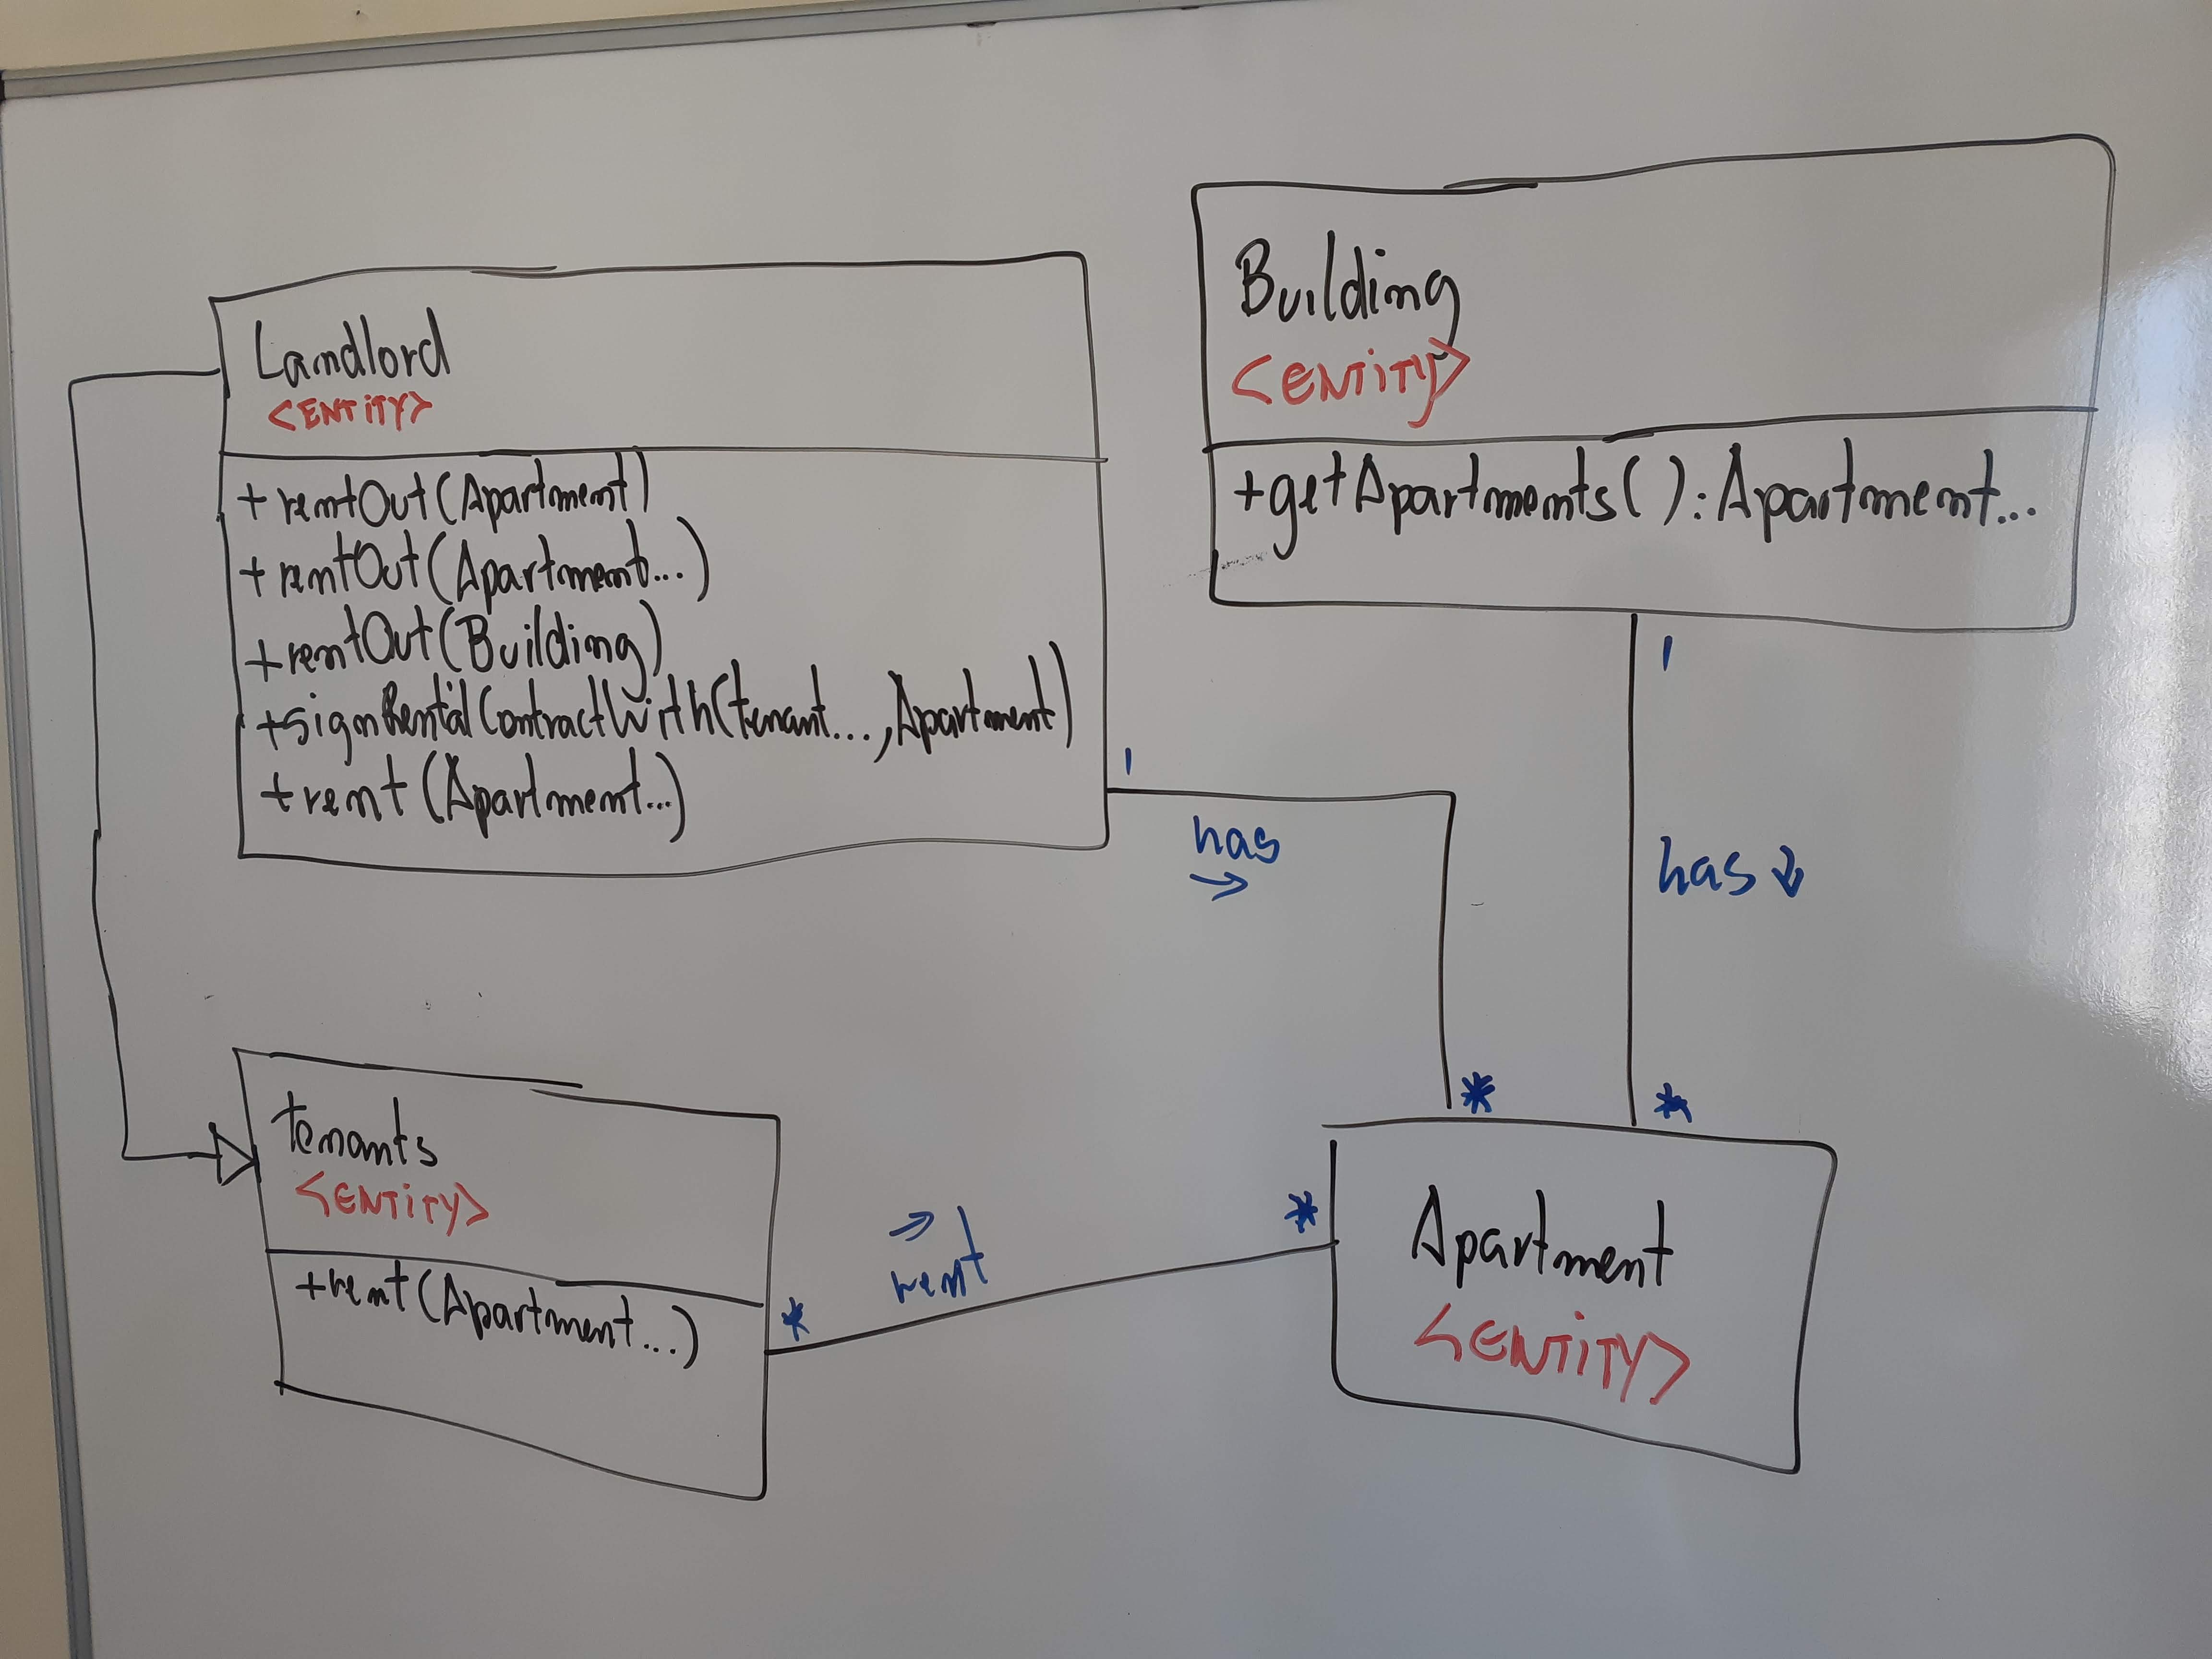 Landlord
<ENTITY>
+rentOut(Apartment)
+rentOut(Apartment...)
+rentOut(Building)
+signRentalContractWith(tenant...,Apartment)
+rent(Apartment...)
Building
<ENTITY>
+getApartments():Apartment...
1
has ↓
*
1
has
→
*
tenants
<ENTITY>
+rent(Apartment...)
*
→
rent
*
Apartment
<ENTITY>